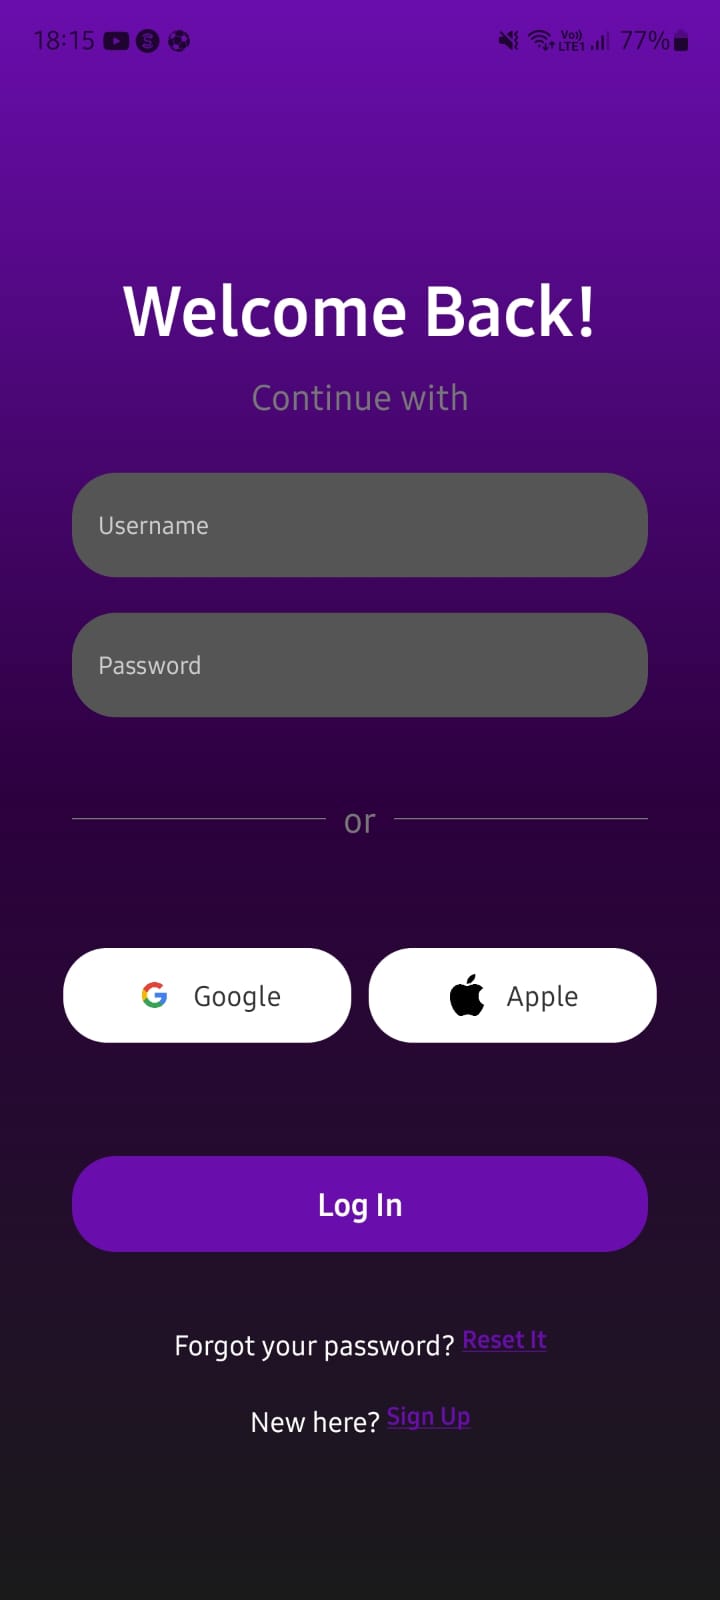 18:15 Vo)) LTE1 77%
Welcome Back!
Continue with
Username
Password
or
Google Apple
Log In
Forgot your password? Reset It
New here? Sign Up